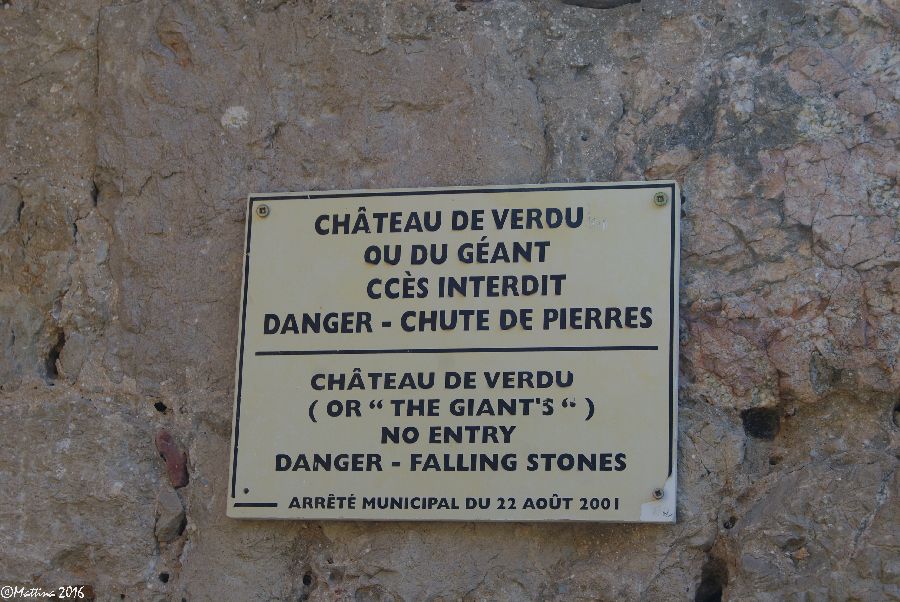 CHÂTEAU DE VERDU
OU DU GÉANT
CCÈS INTERDIT
DANGER - CHUTE DE PIERRES
CHÂTEAU DE VERDU
( OR “ THE GIANT'S “ )
NO ENTRY
DANGER - FALLING STONES
ARRÊTÉ MUNICIPAL DU 22 AOÛT 2001
©Mattina 2016